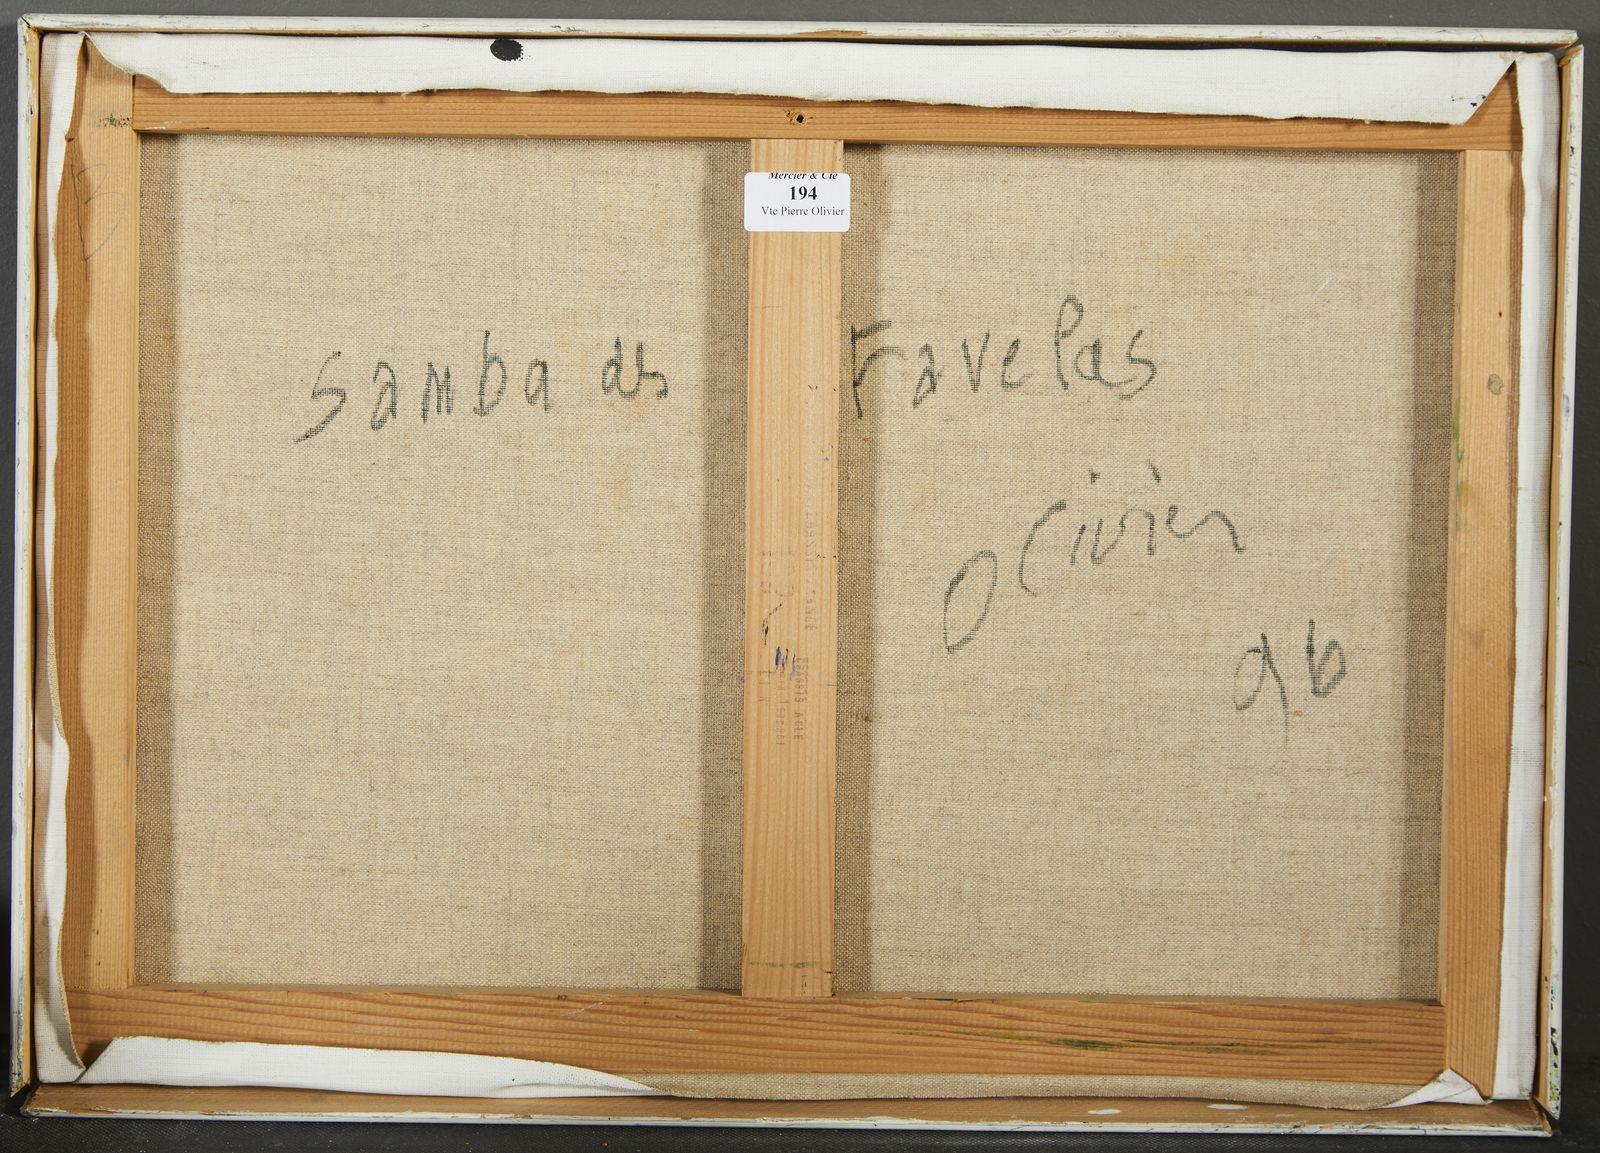 Mercier & Cie
194
Vte Pierre Olivier
Samba des Favelas
Olivier
96